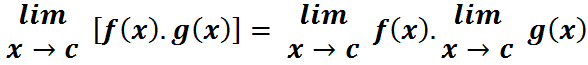 lim x → c [f(x). g(x)] = lim x → c f(x). lim x → c g(x)